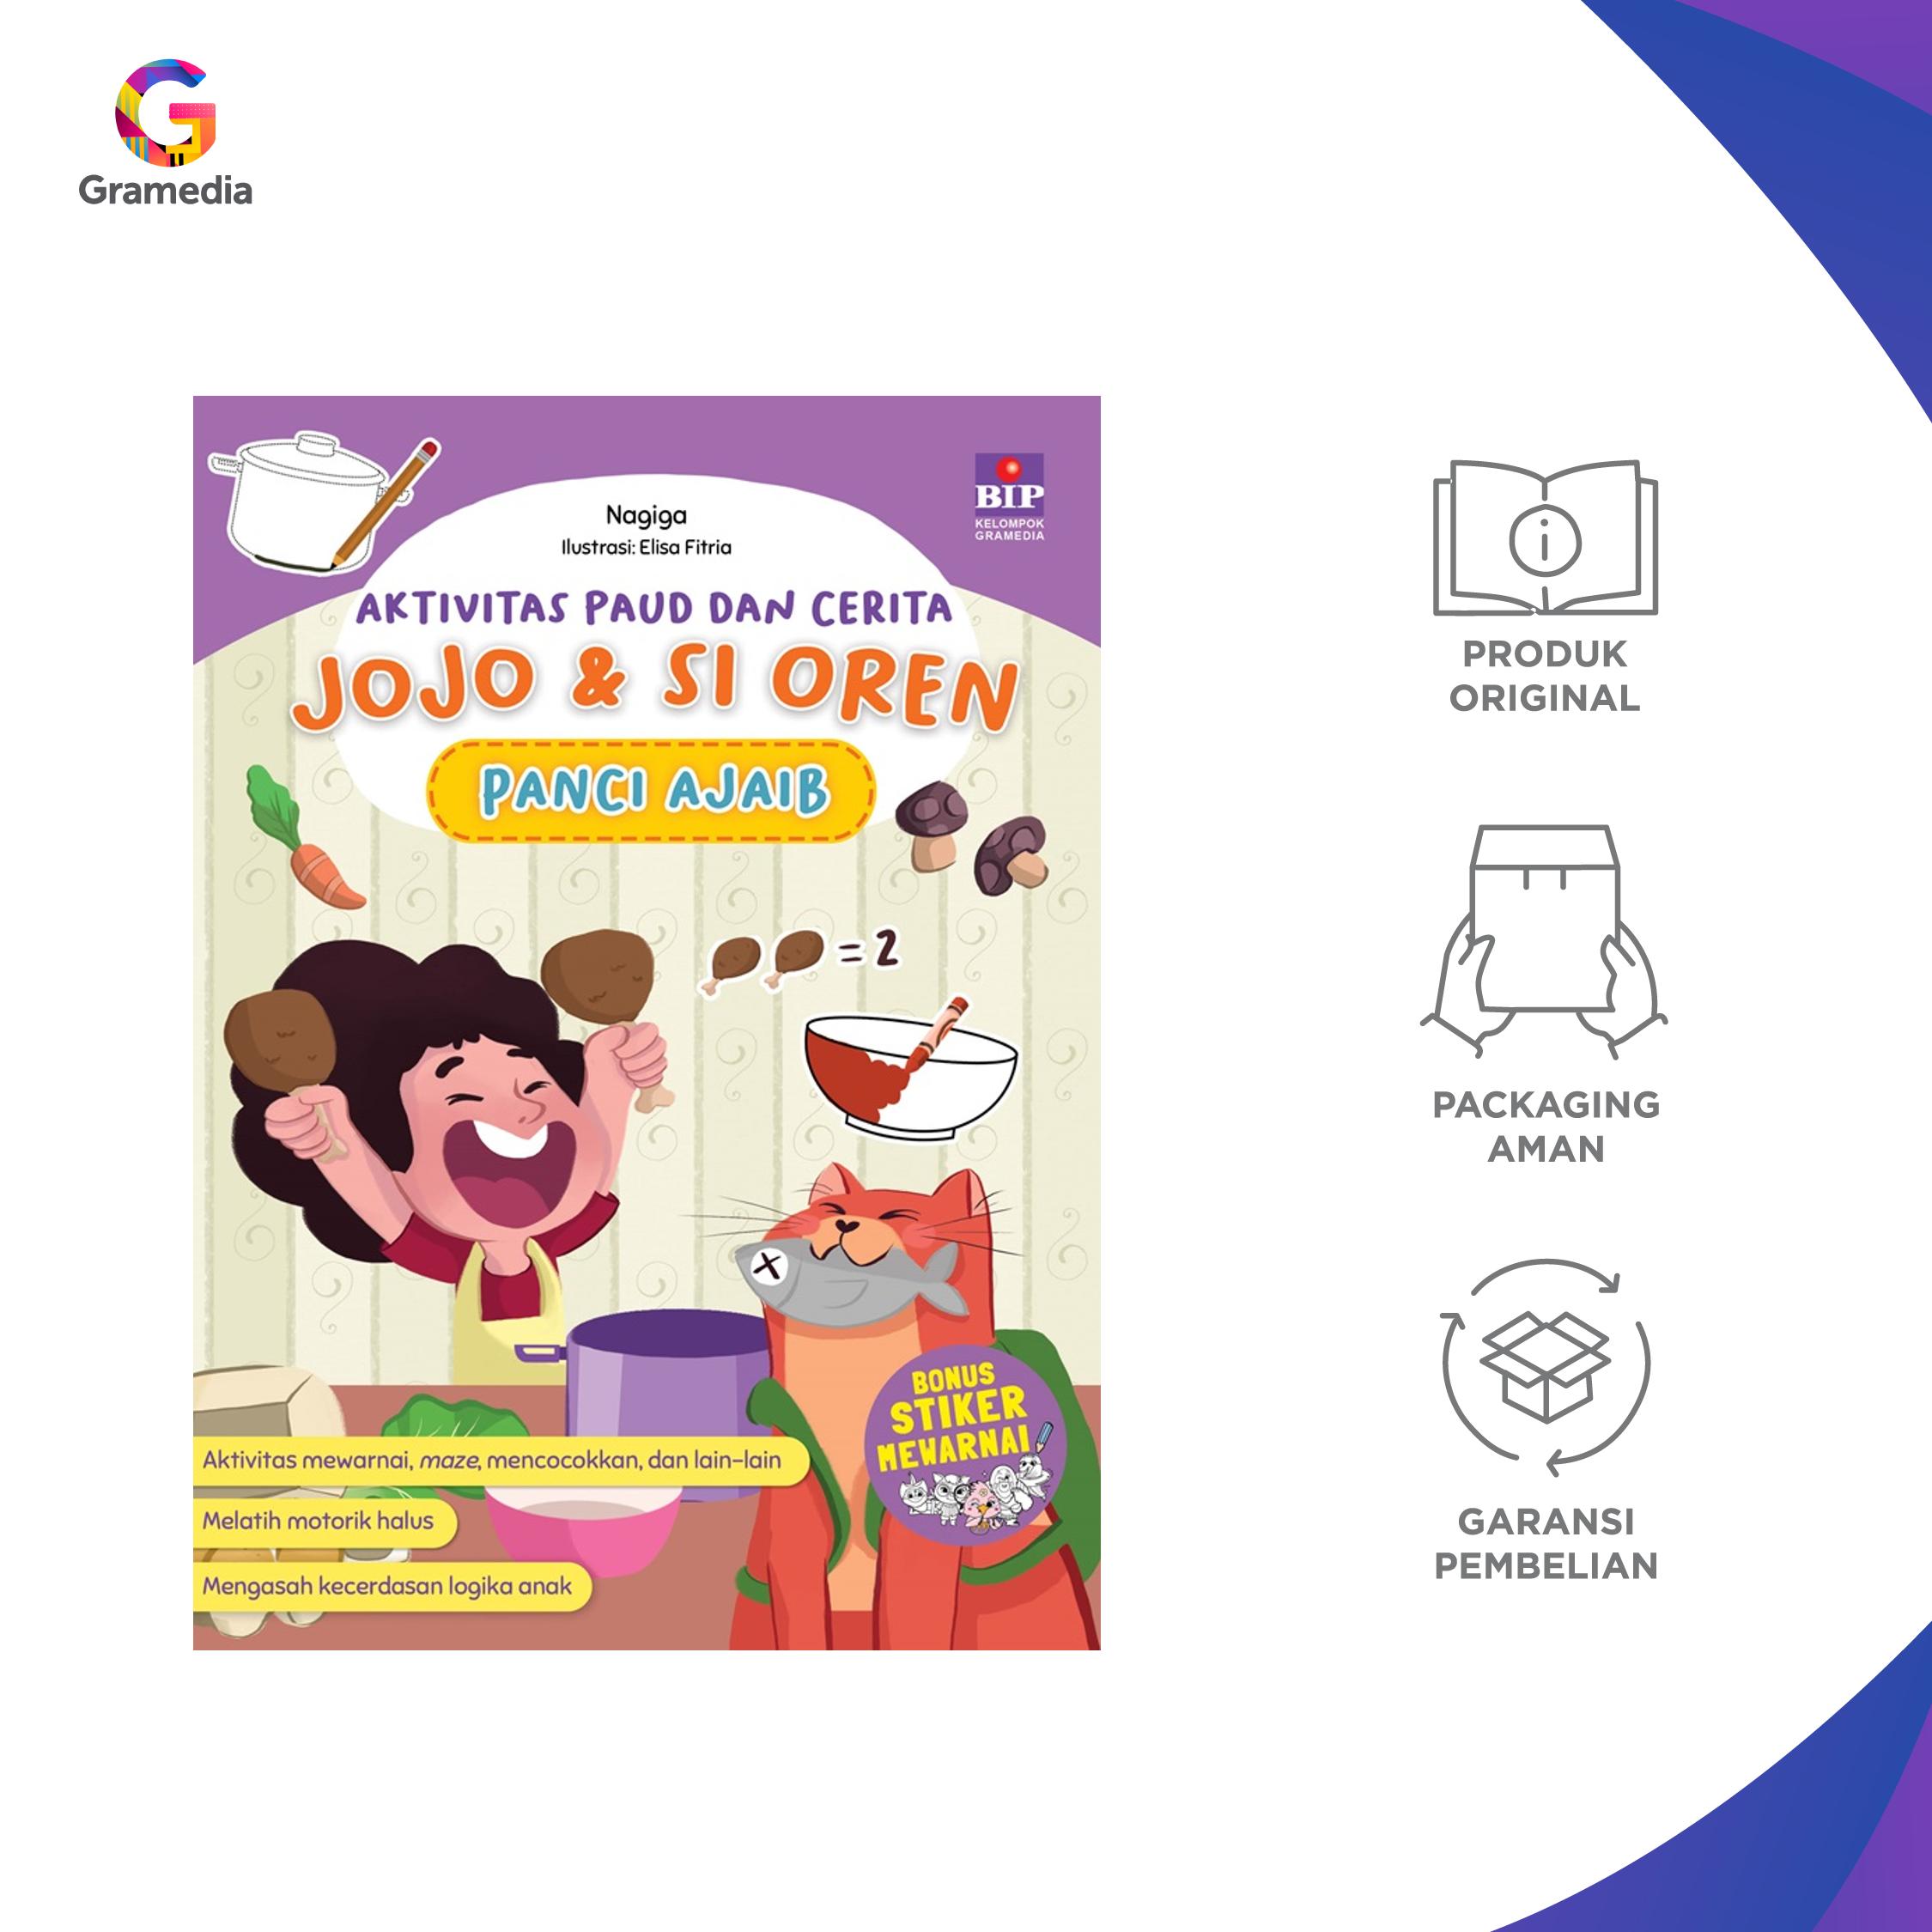 Gramedia
BIP
KELOMPOK
GRAMEDIA
Nagiga
Ilustrasi: Elisa Fitria
AKTIVITAS PAUD DAN CERITA
JOJO & SI OREN
PANCI AJAIB
= 2
BONUS
STIKER
MEWARNAI
Aktivitas mewarnai, maze, mencocokkan, dan lain-lain
Melatih motorik halus
Mengasah kecerdasan logika anak
PRODUK
ORIGINAL
PACKAGING
AMAN
GARANSI
PEMBELIAN